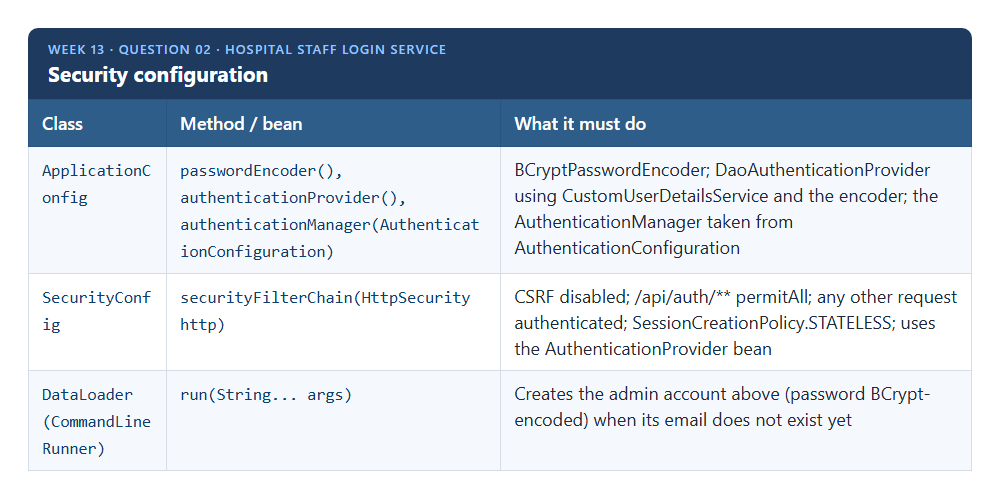 WEEK 13 · QUESTION 02 · HOSPITAL STAFF LOGIN SERVICE
Security configuration
Class
Method / bean
What it must do
ApplicationC
onfig
passwordEncoder(),
authenticationProvider(),
authenticationManager(Authenticat
ionConfiguration)
BCryptPasswordEncoder; DaoAuthenticationProvider
using CustomUserDetailsService and the encoder; the
AuthenticationManager taken from
AuthenticationConfiguration
SecurityConf
ig
securityFilterChain(HttpSecurity
http)
CSRF disabled; /api/auth/** permitAll; any other request
authenticated; SessionCreationPolicy.STATELESS; uses
the AuthenticationProvider bean
DataLoader
(CommandLine
Runner)
run(String... args)
Creates the admin account above (password BCrypt-
encoded) when its email does not exist yet